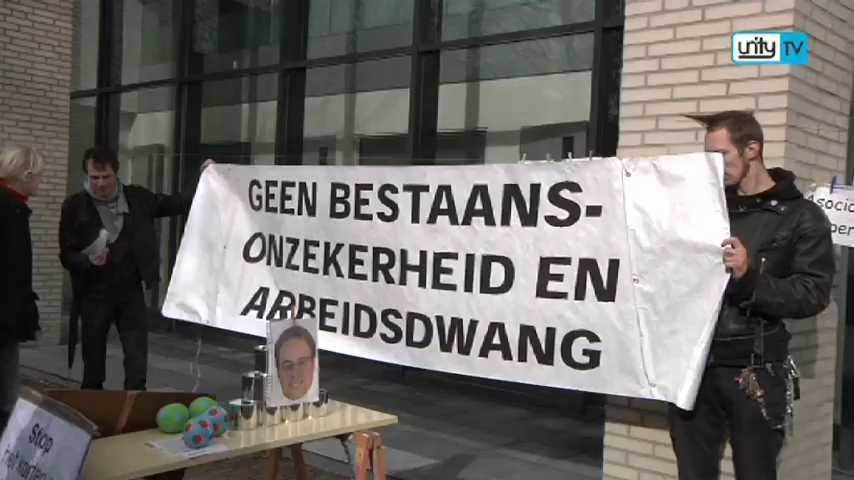 unity TV
GEEN BESTAANS-
ONZEKERHEID EN
ARBEIDSDWANG
Stop